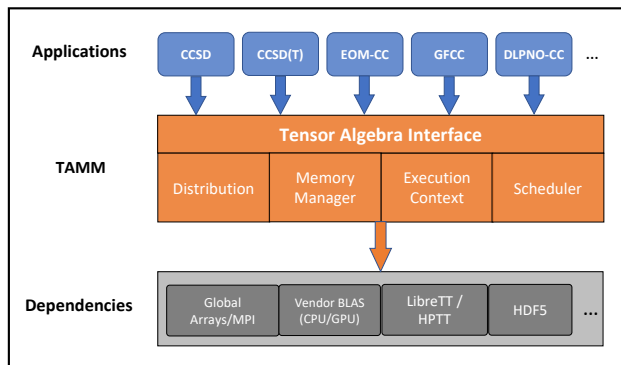 Applications
CCSD
CCSD(T)
EOM-CC
GFCC
DLPNO-CC
...
TAMM
Tensor Algebra Interface
Distribution
Memory
Manager
Execution
Context
Scheduler
Dependencies
Global
Arrays/MPI
Vendor BLAS
(CPU/GPU)
LibreTT /
HPTT
HDF5
...